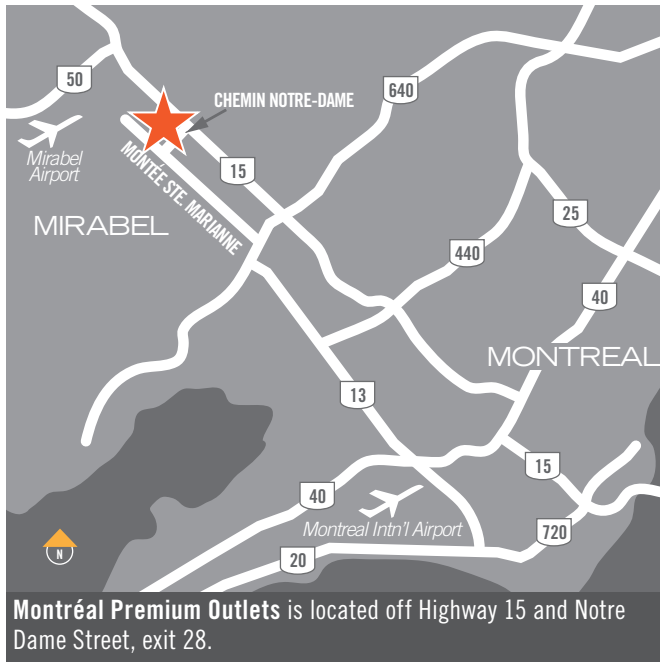 50
CHEMIN NOTRE-DAME
640
Mirabel
Airport
MONTÉE STE. MARIANNE
15
MIRABEL
25
440
40
MONTREAL
13
15
40
Montreal Intn'l Airport
720
20
N
Montréal Premium Outlets is located off Highway 15 and Notre
Dame Street, exit 28.